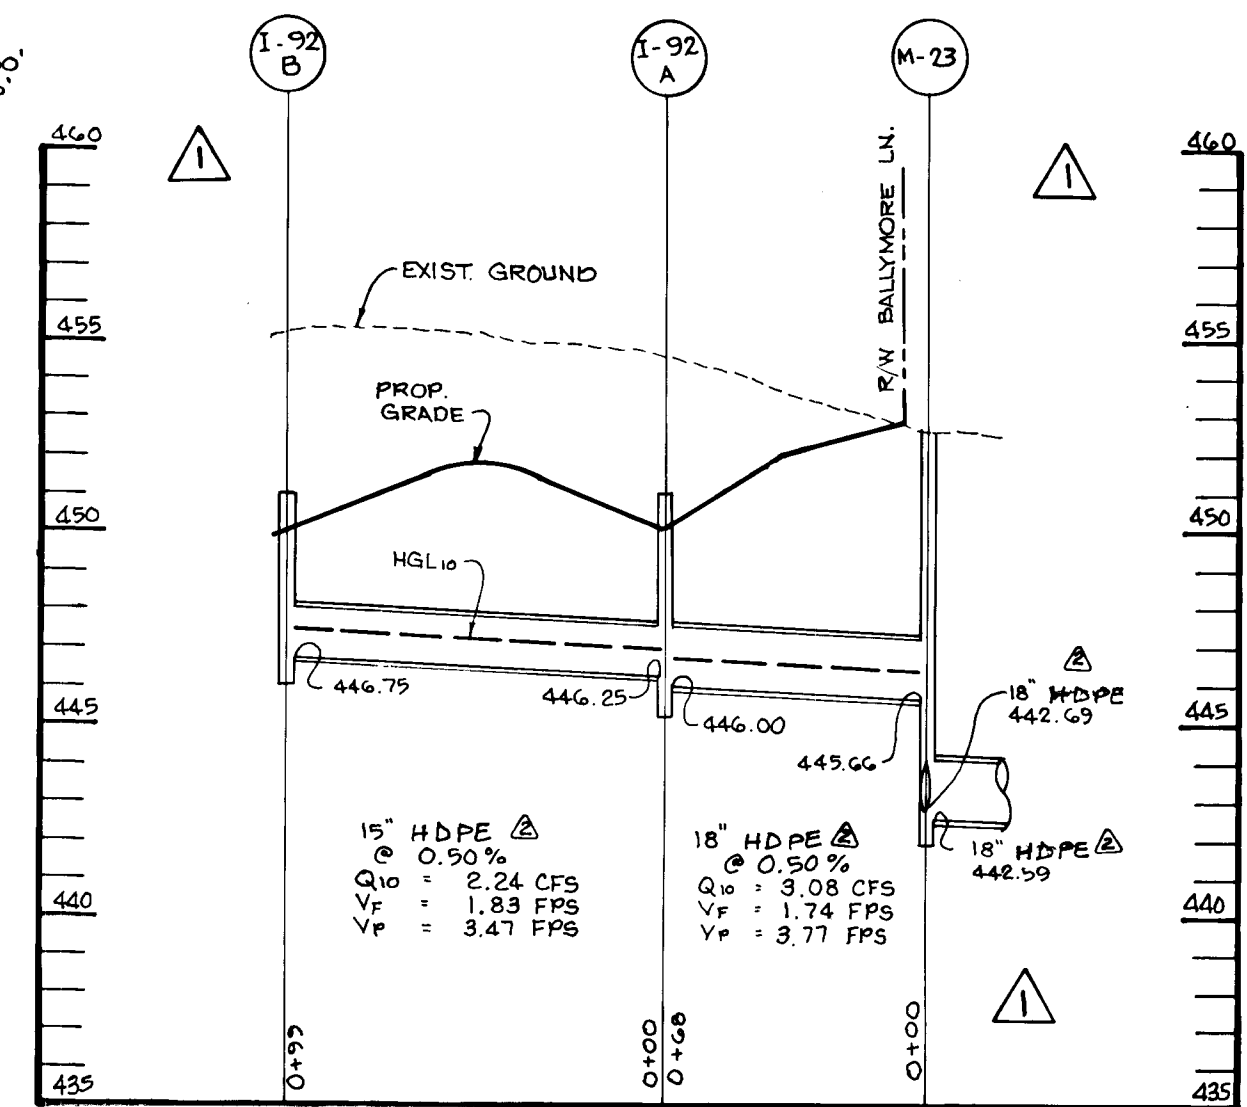 I-92
B
I-92
A
M-23
460
1
460
1
R/W BALLYMORE LN.
EXIST. GROUND
455
455
PROP.
GRADE
450
450
HGL10
446.75
446.25
446.00
2
18" HDPE
442.69
445
445
445.66
15" HDPE 2
@ 0.50%
Q10 = 2.24 CFS
VF = 1.83 FPS
VP = 3.47 FPS
18" HDPE 2
@ 0.50%
Q10 = 3.08 CFS
VF = 1.74 FPS
VP = 3.77 FPS
18" HDPE 2
442.59
440
440
1
0+99
0+00
0+68
0+00
435
435